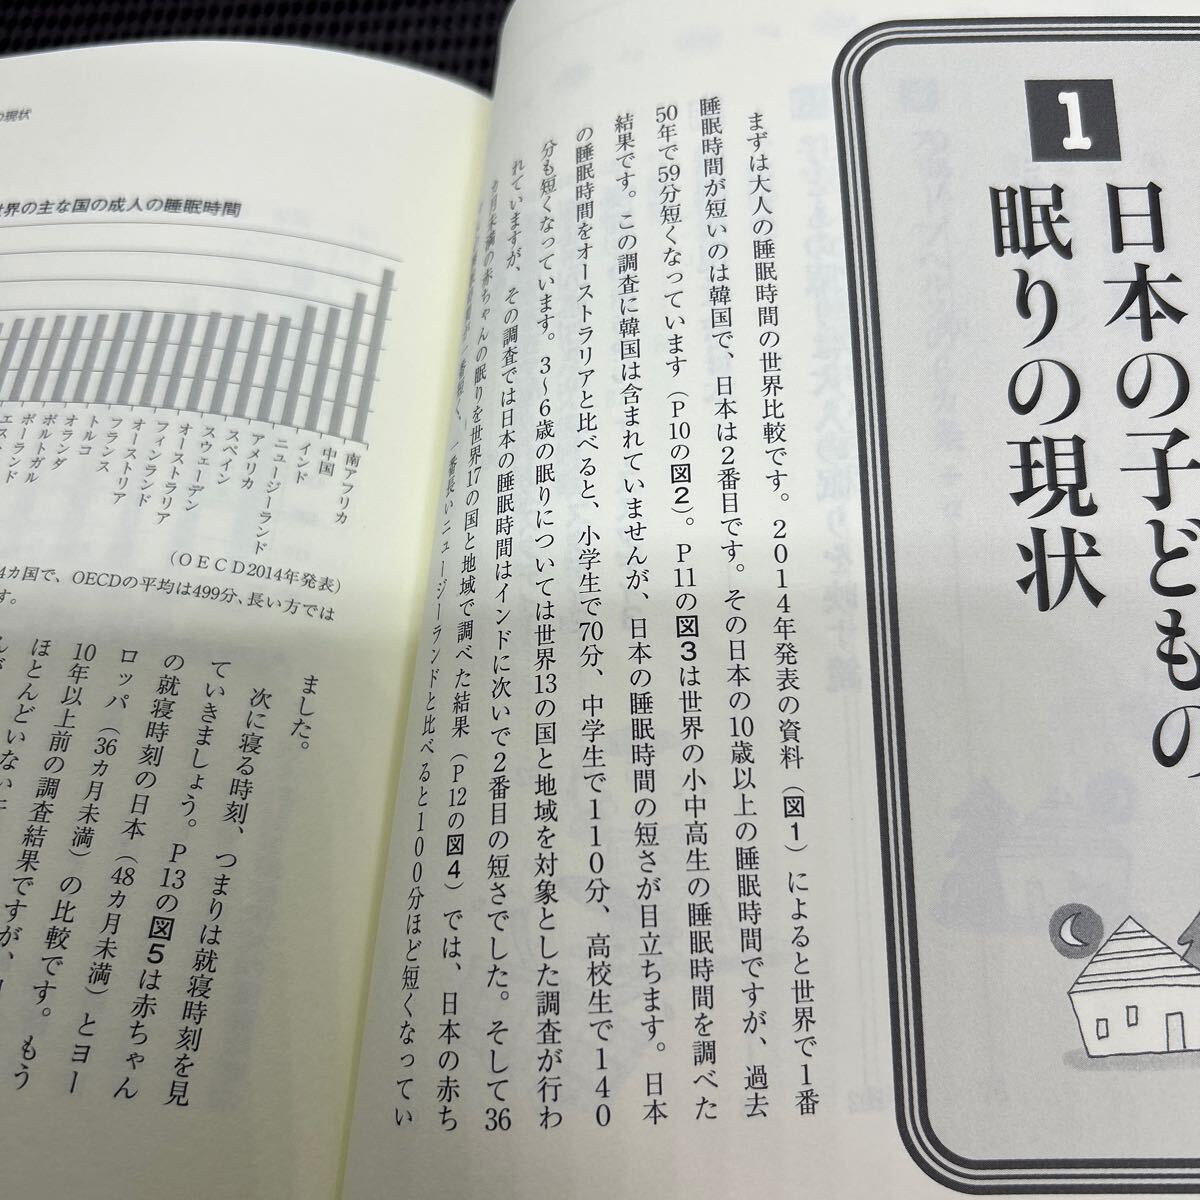 1
日本の子どもの
眠りの現状
まずは大人の睡眠時間の世界比較です。2014年発表の資料（図1）によると世界で1番
睡眠時間が短いのは韓国で、日本は2番目です。その日本の10歳以上の睡眠時間ですが、過去
50年で59分短くなっています（P10の図2）。P11の図3は世界の小中高生の睡眠時間を調べた
結果です。この調査に韓国は含まれていませんが、日本の睡眠時間の短さが目立ちます。日本
の睡眠時間をオーストラリアと比べると、小学生で70分、中学生で110分、高校生で140
分も短くなっています。3〜6歳の眠りについては世界13の国と地域を対象とした調査が行わ
れていますが、その調査では日本の睡眠時間はインドに次いで2番目の短さでした。そして36
カ月未満の赤ちゃんの眠りを世界17の国と地域で調べた結果（P12の図4）では、日本の赤ち
一番長いニュージーランドと比べると100分ほど短くなってい
の現状
世界の主な国の成人の睡眠時間
南アフリカ
中国
インド
ニュージーランド
アメリカ
スペイン
スウェーデン
オーストラリア
フィンランド
オーストリア
フランス
トルコ
オランダ
ポルトガル
ポーランド
（OECD2014年発表）
4カ国で、OECDの平均は499分、長い方では
す。
ました。
次に寝る時刻、つまりは就寝時刻を見
ていきましょう。P13の図5は赤ちゃん
の就寝時刻の日本（48カ月未満）とヨー
ロッパ（36カ月未満）の比較です。もう
10年以上前の調査結果ですが、
ほとんどいない